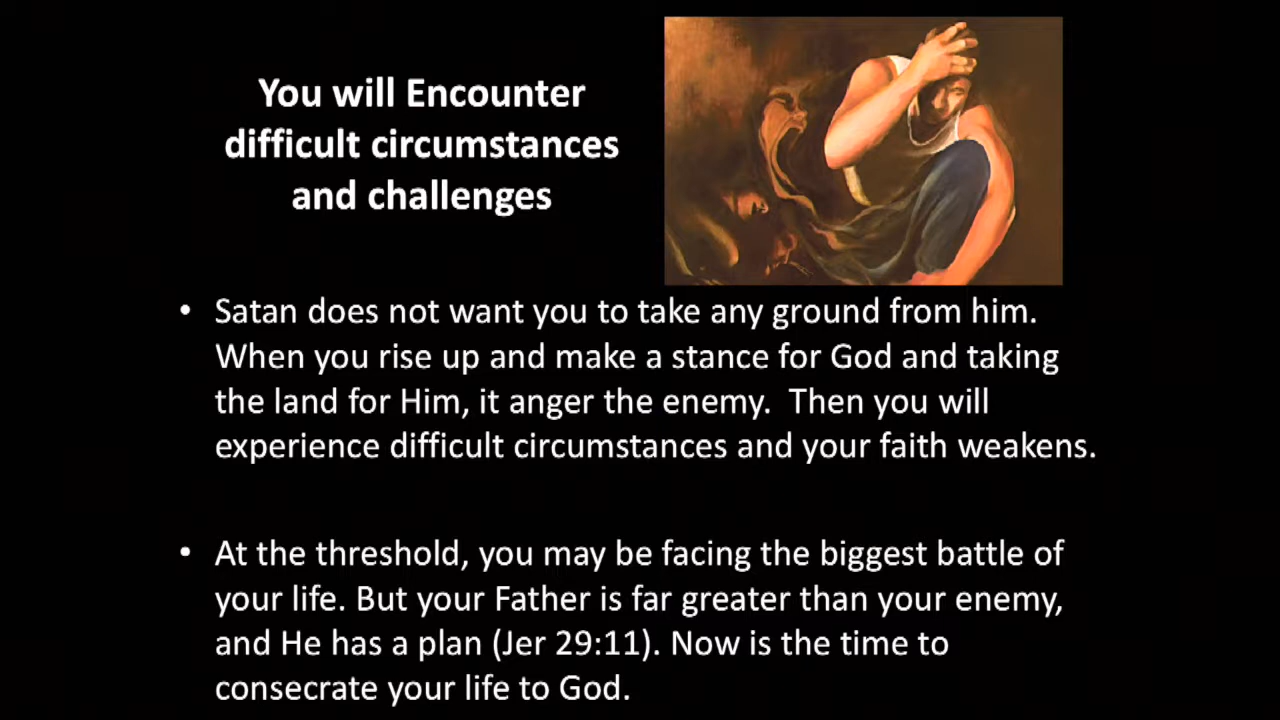 You will Encounter
difficult circumstances
and challenges
• Satan does not want you to take any ground from him.
When you rise up and make a stance for God and taking
the land for Him, it anger the enemy.  Then you will
experience difficult circumstances and your faith weakens.
• At the threshold, you may be facing the biggest battle of
your life. But your Father is far greater than your enemy,
and He has a plan (Jer 29:11). Now is the time to
consecrate your life to God.